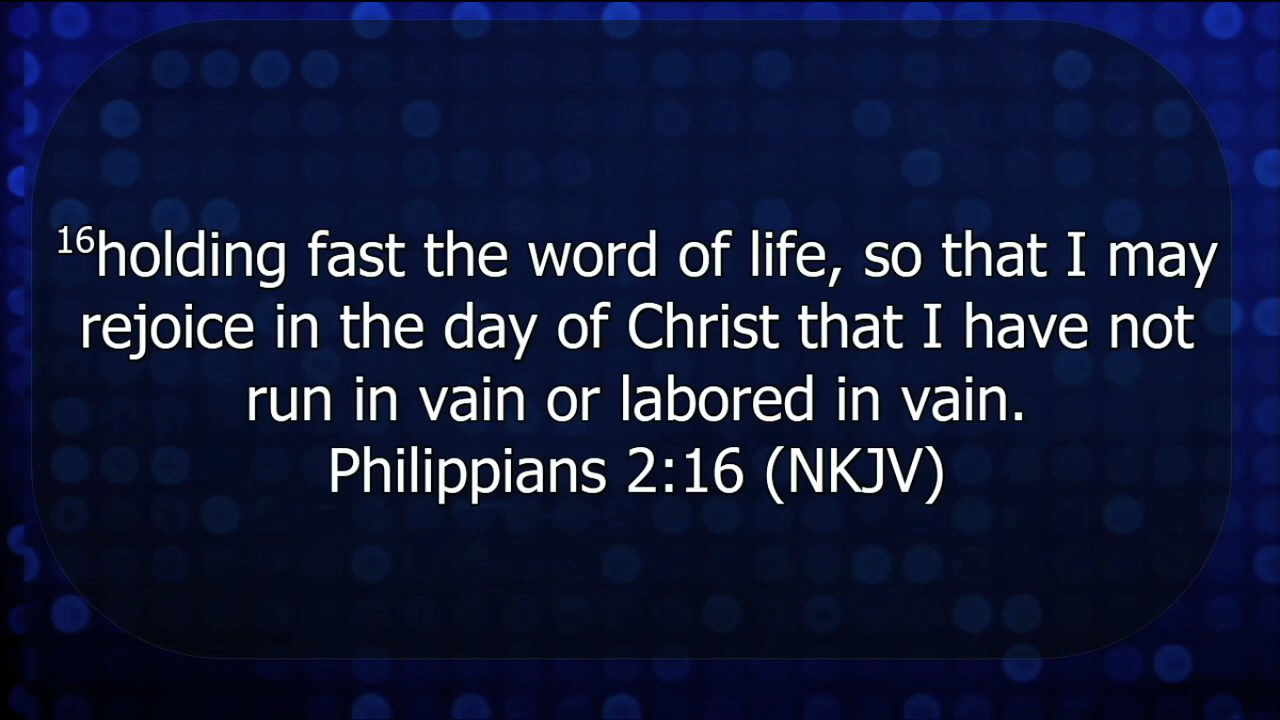 16holding fast the word of life, so that I may
rejoice in the day of Christ that I have not
run in vain or labored in vain.
Philippians 2:16 (NKJV)